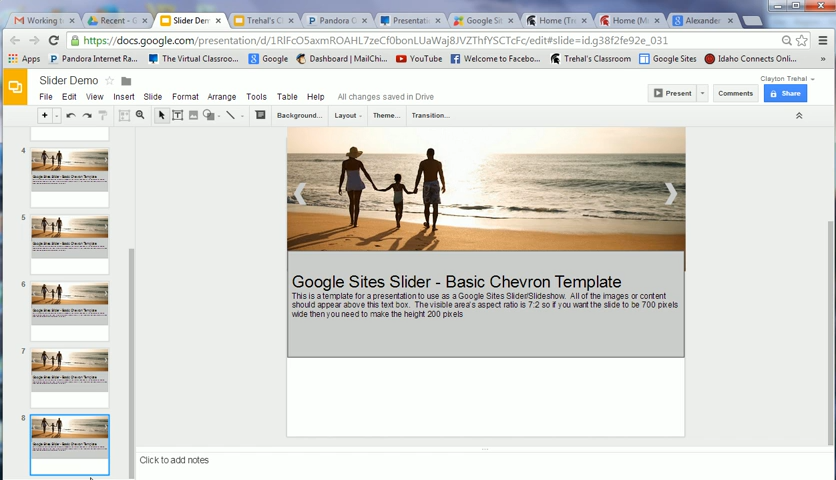 Working t
Recent - G
Slider De
Trehal's C
Pandora O
Presentati
Google Sit
Home (Tre
Home (M
Alexander
https://docs.google.com/presentation/d/1RlFcO5axmROAHL7zeCf0bonLUaWaj8JVZThfYSCTcFc/edit#slide=id.g38f2fe92e_031
Apps Pandora Internet Ra... The Virtual Classroo... Google Dashboard | MailChi... YouTube Welcome to Facebo... Trehal's Classroom Google Sites Idaho Connects On...
Slider Demo
Clayton Trehal
File Edit View Insert Slide Format Arrange Tools Table Help All changes saved in Drive
Present Comments Share
Background... Layout Theme... Transition...
4
5
6
7
8
Google Sites Slider - Basic Chevron Template
This is a template for a presentation to use as a Google Sites Slider/Slideshow. All of the images or content
should appear above this text box. The visible area's aspect ratio is 7:2 so if you want the slide to be 700 pixels
wide then you need to make the height 200 pixels
Click to add notes